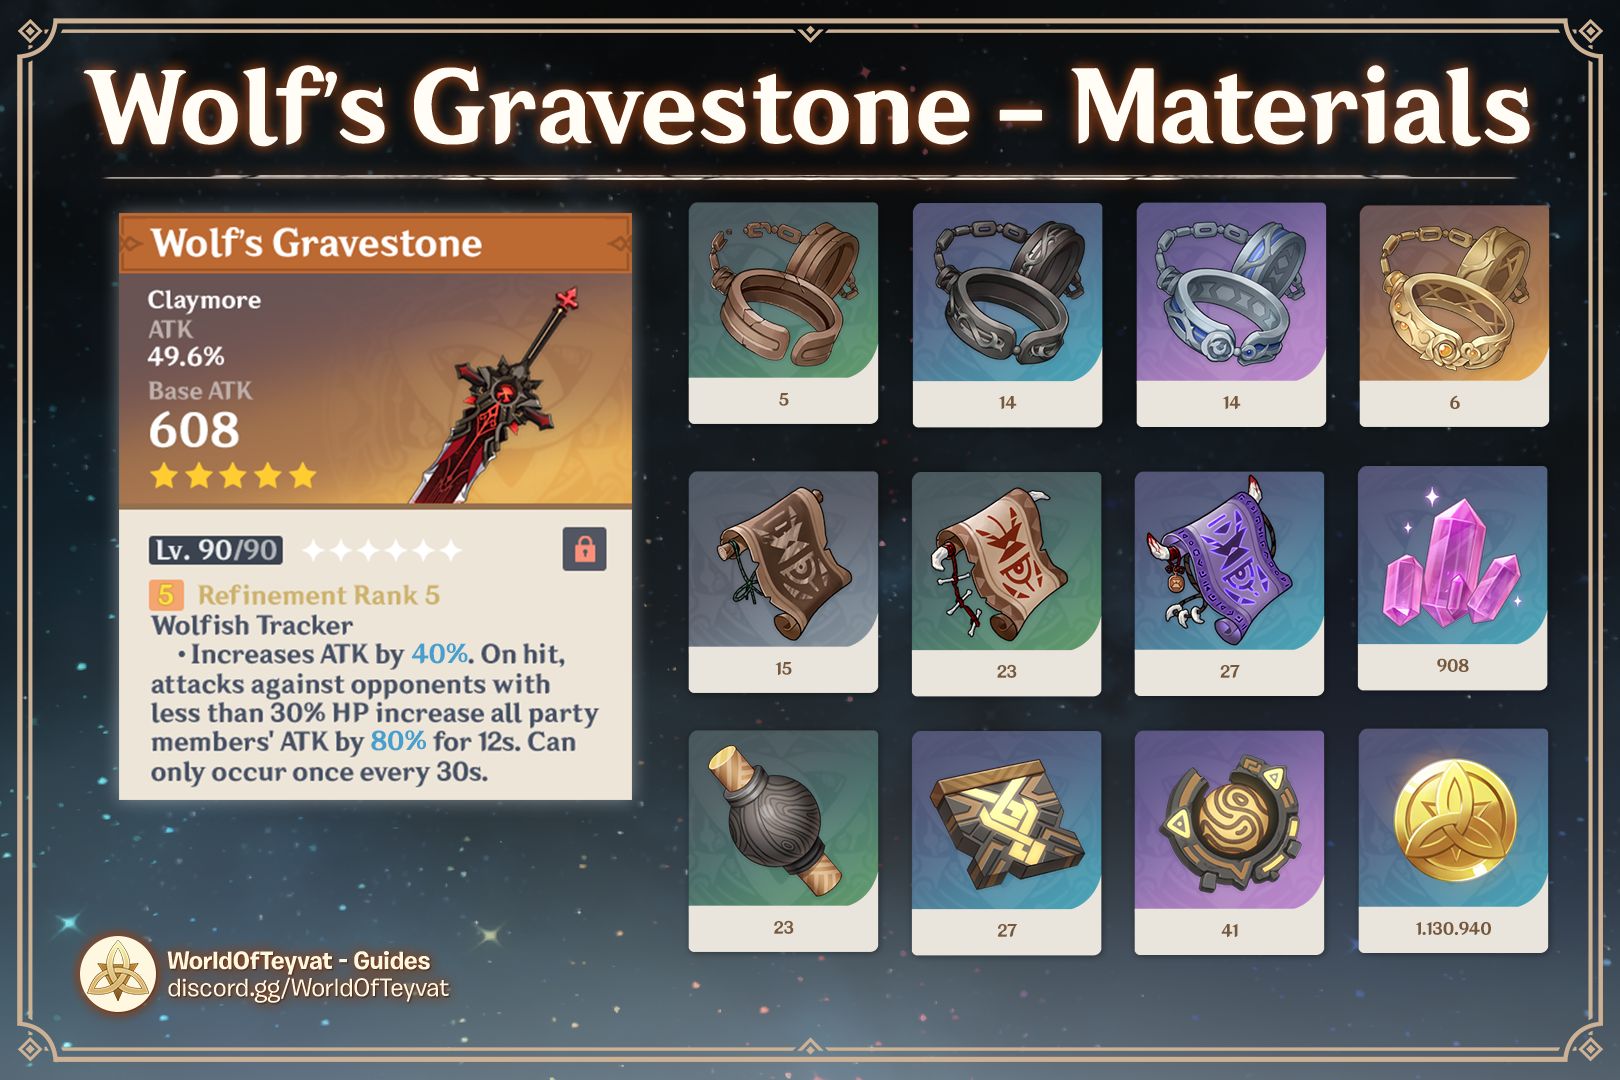 Wolf's Gravestone – Materials
Wolf's Gravestone
Claymore
ATK
49.6%
Base ATK
608
Lv. 90/90
5 Refinement Rank 5
Wolfish Tracker
• Increases ATK by 40%. On hit,
attacks against opponents with
less than 30% HP increase all party
members' ATK by 80% for 12s. Can
only occur once every 30s.
5
14
14
6
15
23
27
908
23
27
41
1.130.940
WorldOfTeyvat - Guides
discord.gg/WorldOfTeyvat